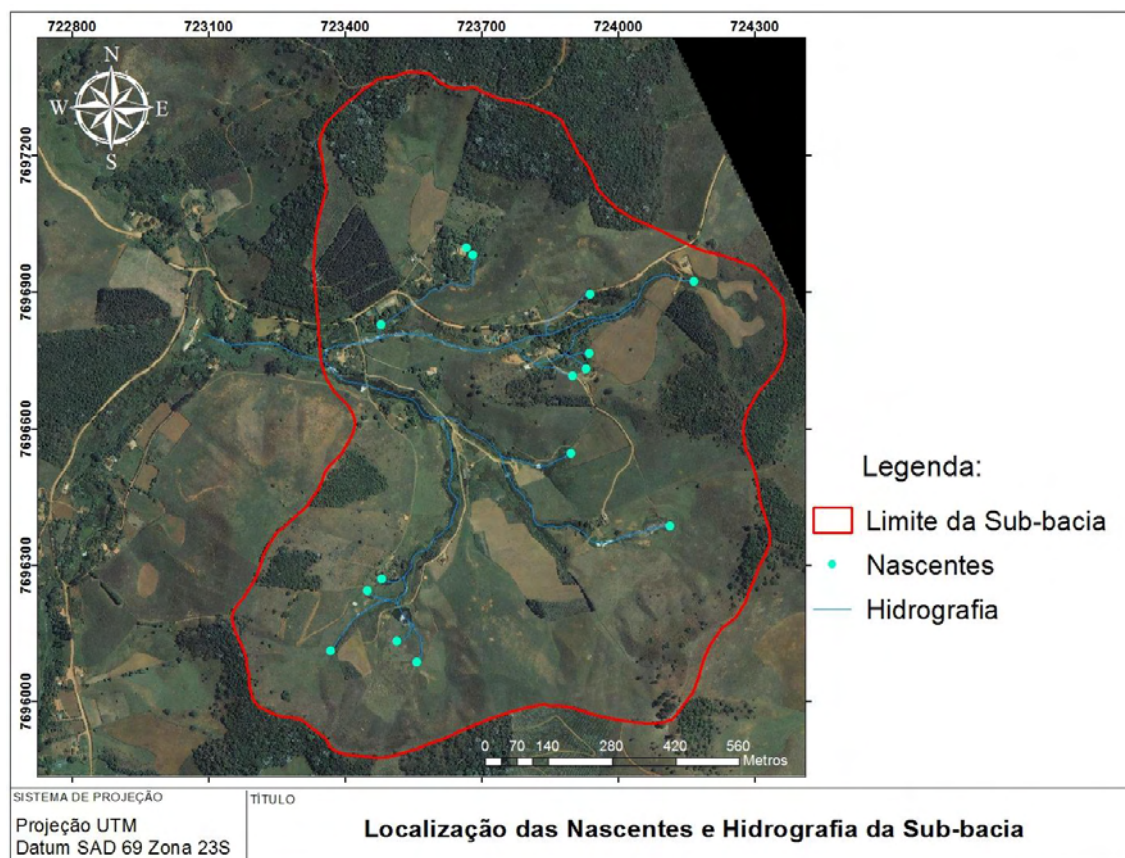 722800 723100 723400 723700 724000 724300
N
W E
S
7697200
7696900
7696600
7696300
7696000
Legenda:
Limite da Sub-bacia
Nascentes
Hidrografia
0 70 140 280 420 560
Metros
SISTEMA DE PROJEÇÃO
Projeção UTM
Datum SAD 69 Zona 23S
TÍTULO
Localização das Nascentes e Hidrografia da Sub-bacia